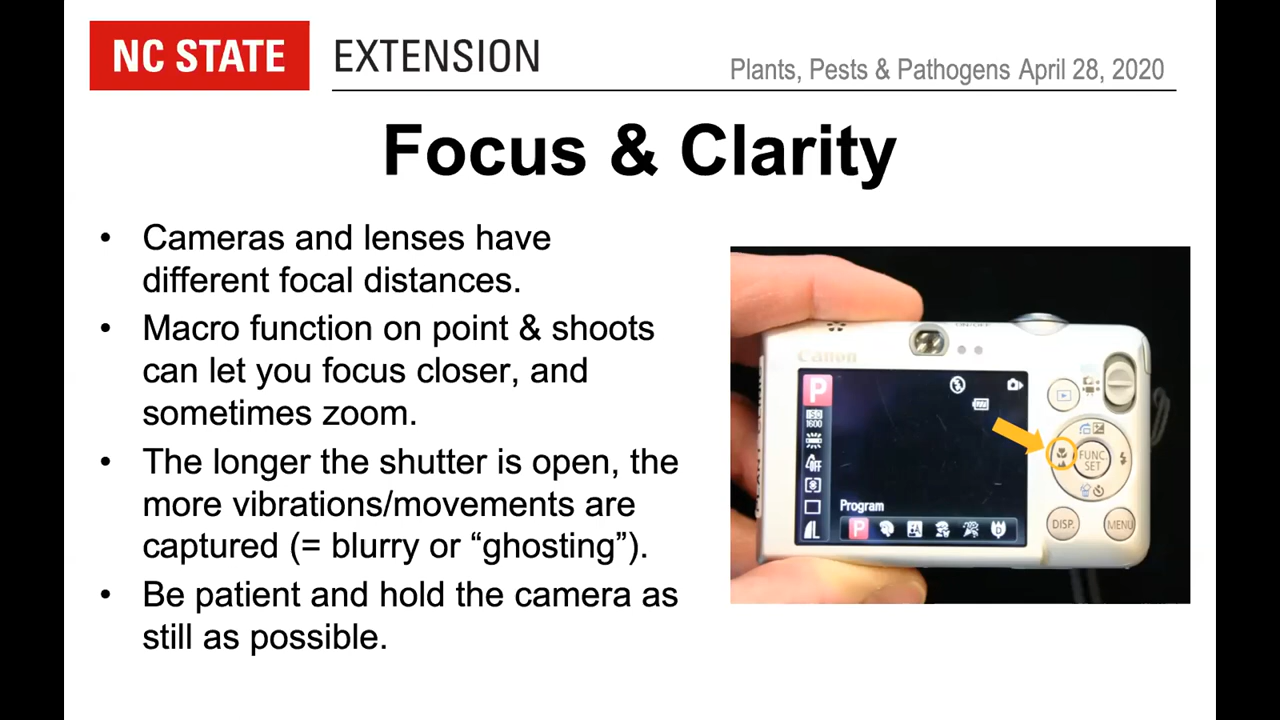 NC STATE EXTENSION
Plants, Pests & Pathogens April 28, 2020
Focus & Clarity
• Cameras and lenses have
different focal distances.
• Macro function on point & shoots
can let you focus closer, and
sometimes zoom.
• The longer the shutter is open, the
more vibrations/movements are
captured (= blurry or “ghosting”).
• Be patient and hold the camera as
still as possible.
ON/OFF
Canon
P
ISO
1600
OFF
L
Program
P
FUNC.
SET
DISP.
MENU